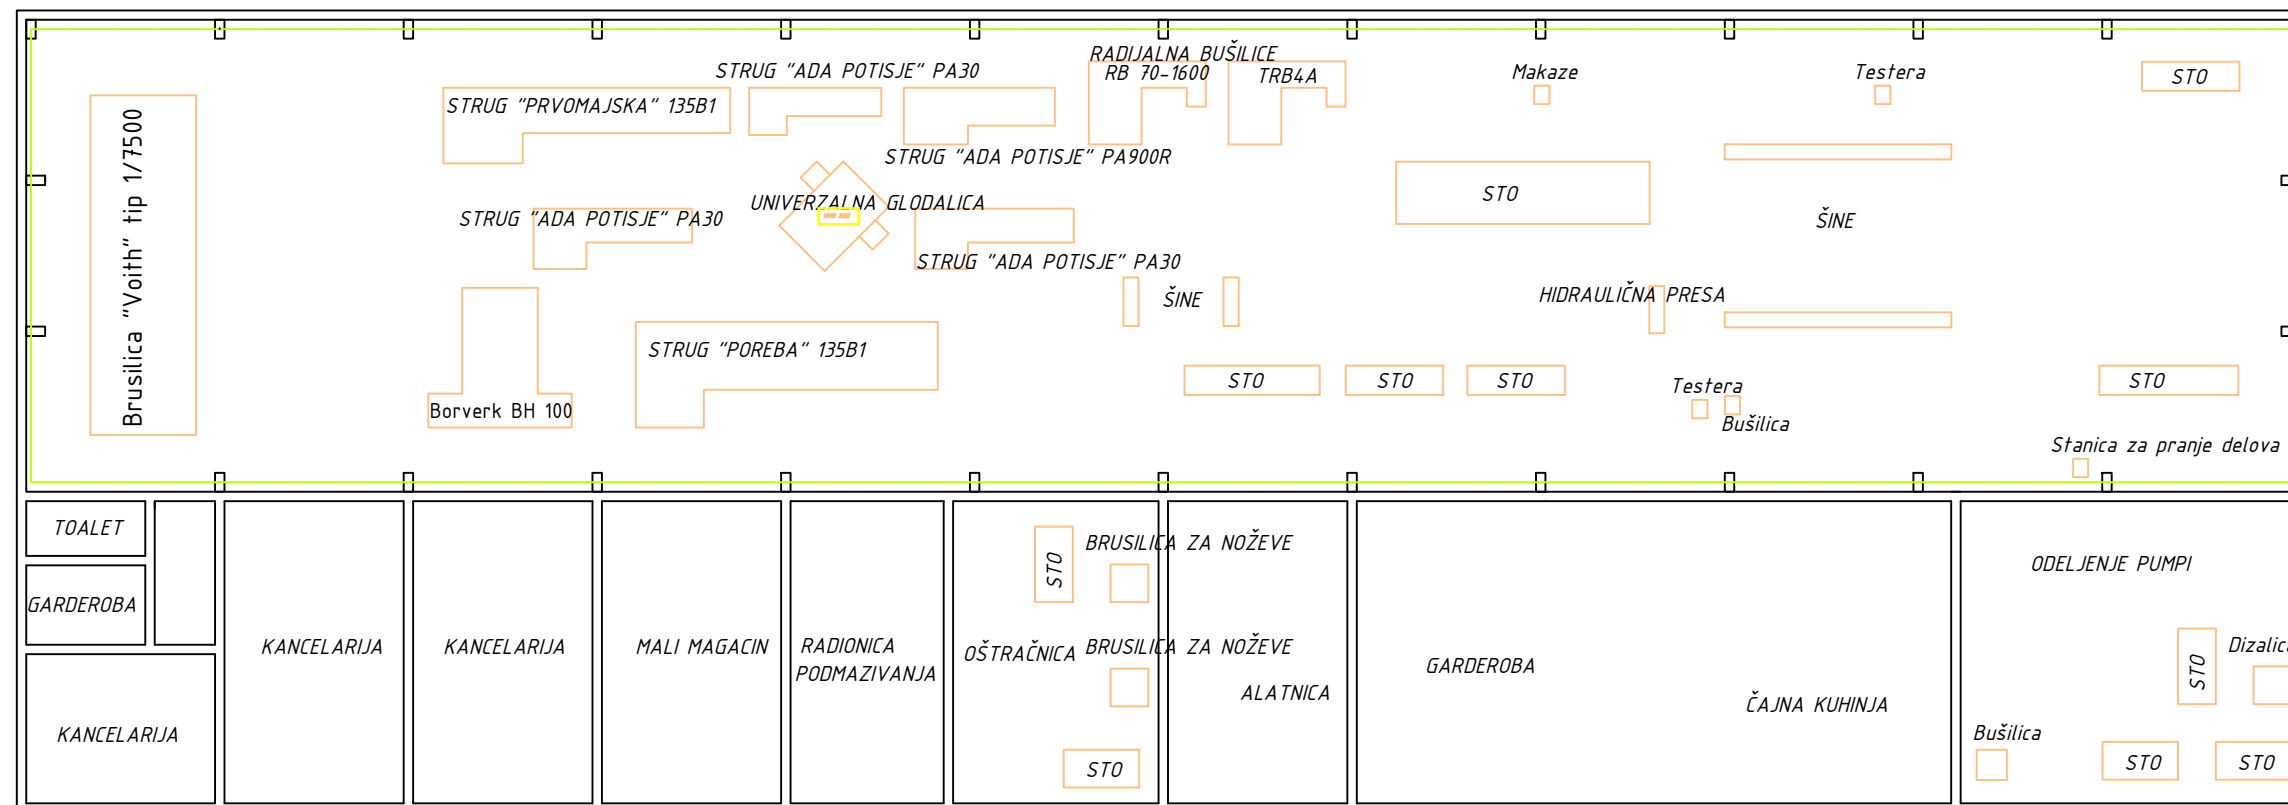 RADIJALNA BUŠILICE
STRUG "ADA POTISJE" PA30
RB 70-1600
TRB4A
Makaze
Testera
STO
STRUG "PRVOMAJSKA" 135B1
Brusilica "Voith" tip 1/7500
STRUG "ADA POTISJE" PA900R
UNIVERZALNA GLODALICA
STO
STRUG "ADA POTISJE" PA30
ŠINE
STRUG "ADA POTISJE" PA30
ŠINE
HIDRAULIČNA PRESA
STRUG "POREBA" 135B1
STO
STO
STO
STO
Testera
Borverk BH 100
Bušilica
Stanica za pranje delova
TOALET
BRUSILICA ZA NOŽEVE
STO
ODELJENJE PUMPI
GARDEROBA
KANCELARIJA
KANCELARIJA
MALI MAGACIN
RADIONICA
PODMAZIVANJA
OŠTRAČNICA
BRUSILICA ZA NOŽEVE
Dizalica
GARDEROBA
STO
ALATNICA
ČAJNA KUHINJA
KANCELARIJA
Bušilica
STO
STO
STO